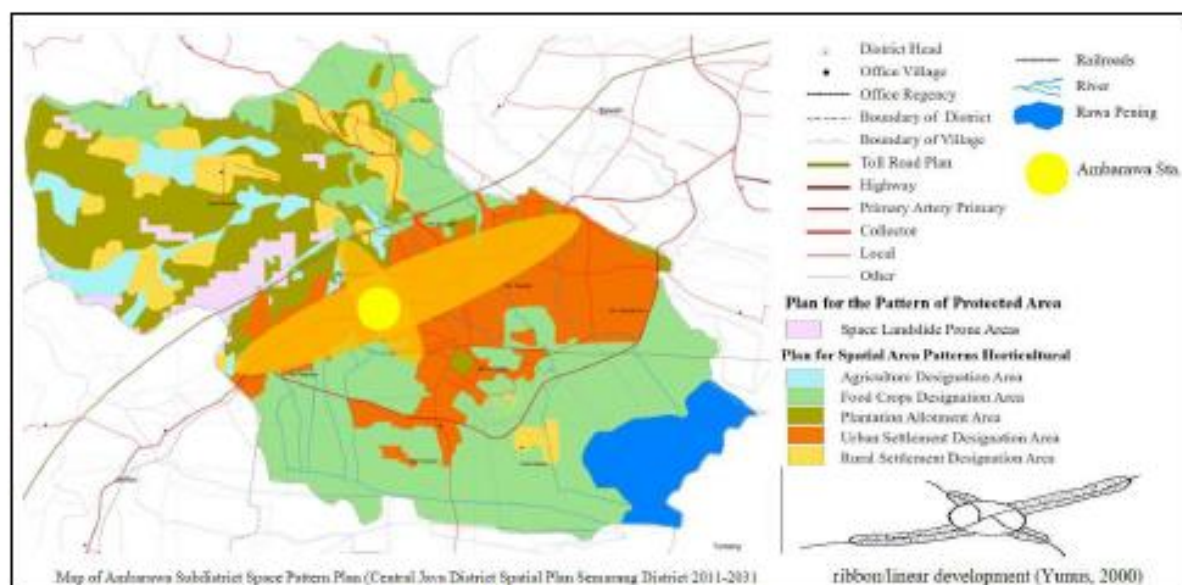 District Head
Office Village
Office Regency
Boundary of District
Boundary of Village
Toll Road Plan
Highway
Primary Artery Primary
Collector
Local
Other
Railroads
River
Rawa Pening
Ambarawa Sta.
Plan for the Pattern of Protected Area
Space Landslide Prone Areas
Plan for Spatial Area Patterns Horticultural
Agriculture Designation Area
Food Crops Designation Area
Plantation Allotment Area
Urban Settlement Designation Area
Rural Settlement Designation Area
Map of Ambarawa Subdistrict Space Pattern Plan (Central Java District Spatial Plan Semarang District 2011-2031
ribbon/linear development (Yunus, 2000)